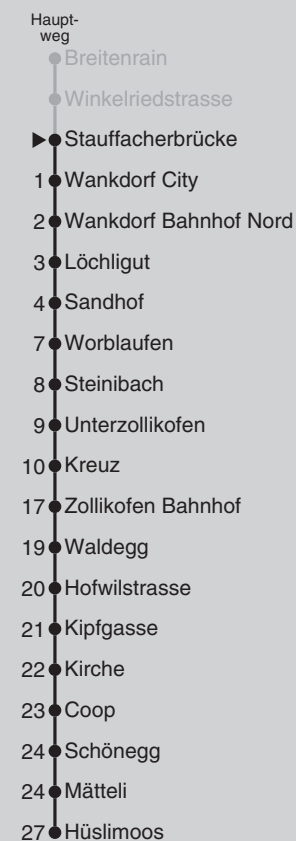 Haupt-
weg
Breitenrain
Winkelriedstrasse
Stauffacherbrücke
1 Wankdorf City
2 Wankdorf Bahnhof Nord
3 Löchligut
4 Sandhof
7 Worblaufen
8 Steinibach
9 Unterzollikofen
10 Kreuz
17 Zollikofen Bahnhof
19 Waldegg
20 Hofwilstrasse
21 Kipfgasse
22 Kirche
23 Coop
24 Schönegg
24 Mätteli
27 Hüslimoos